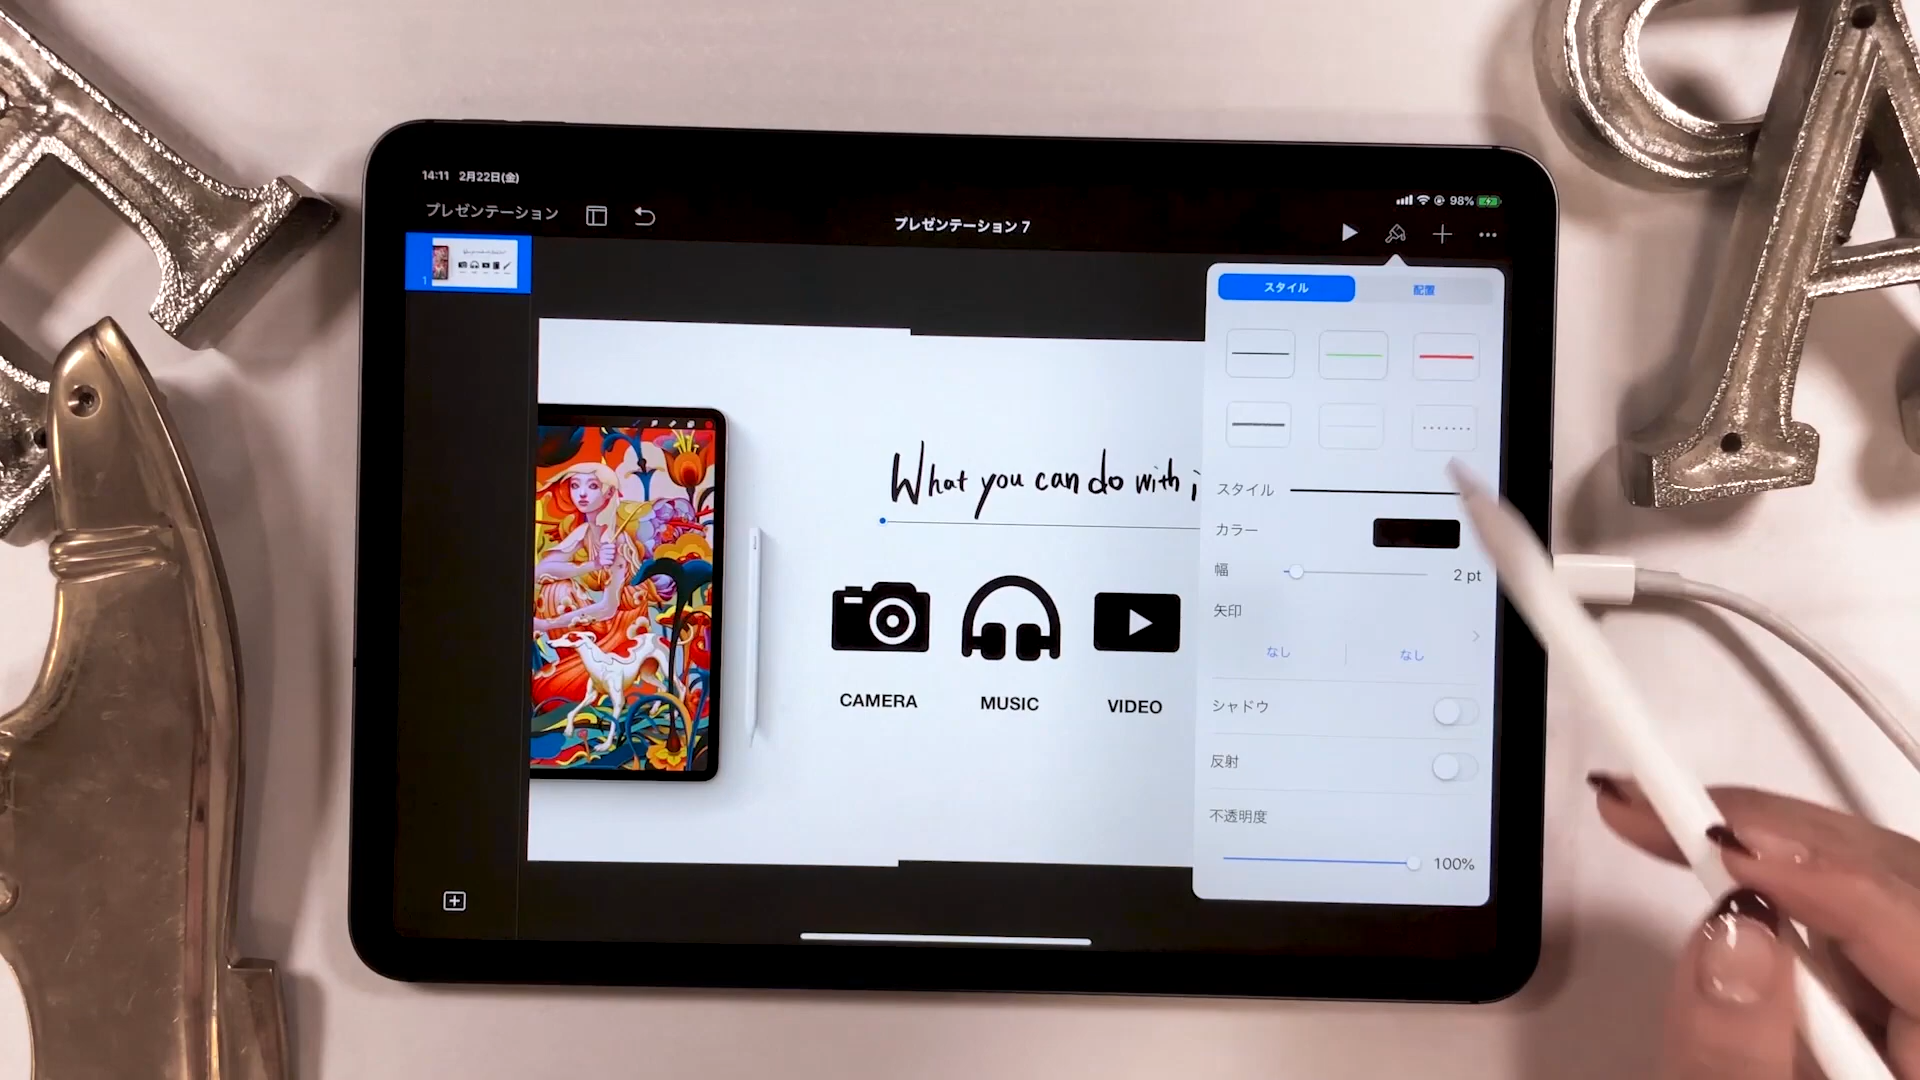 14:11 2月22日(金)
98%
プレゼンテーション
プレゼンテーション 7
1
スタイル
配置
What you can do with i
スタイル
カラー
幅
2 pt
矢印
なし
なし
CAMERA
MUSIC
VIDEO
シャドウ
反射
不透明度
100%